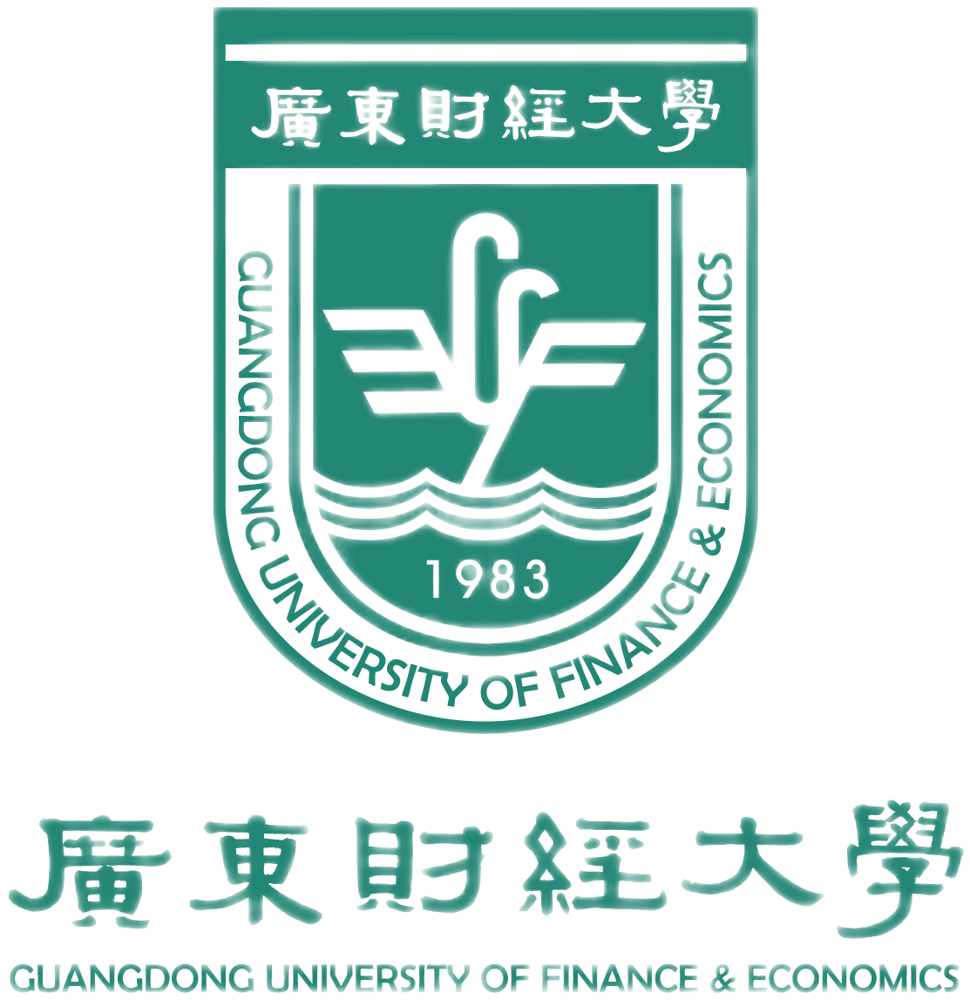 廣東財經大學
GUANGDONG UNIVERSITY OF FINANCE & ECONOMICS
1983
廣東財經大學
GUANGDONG UNIVERSITY OF FINANCE & ECONOMICS